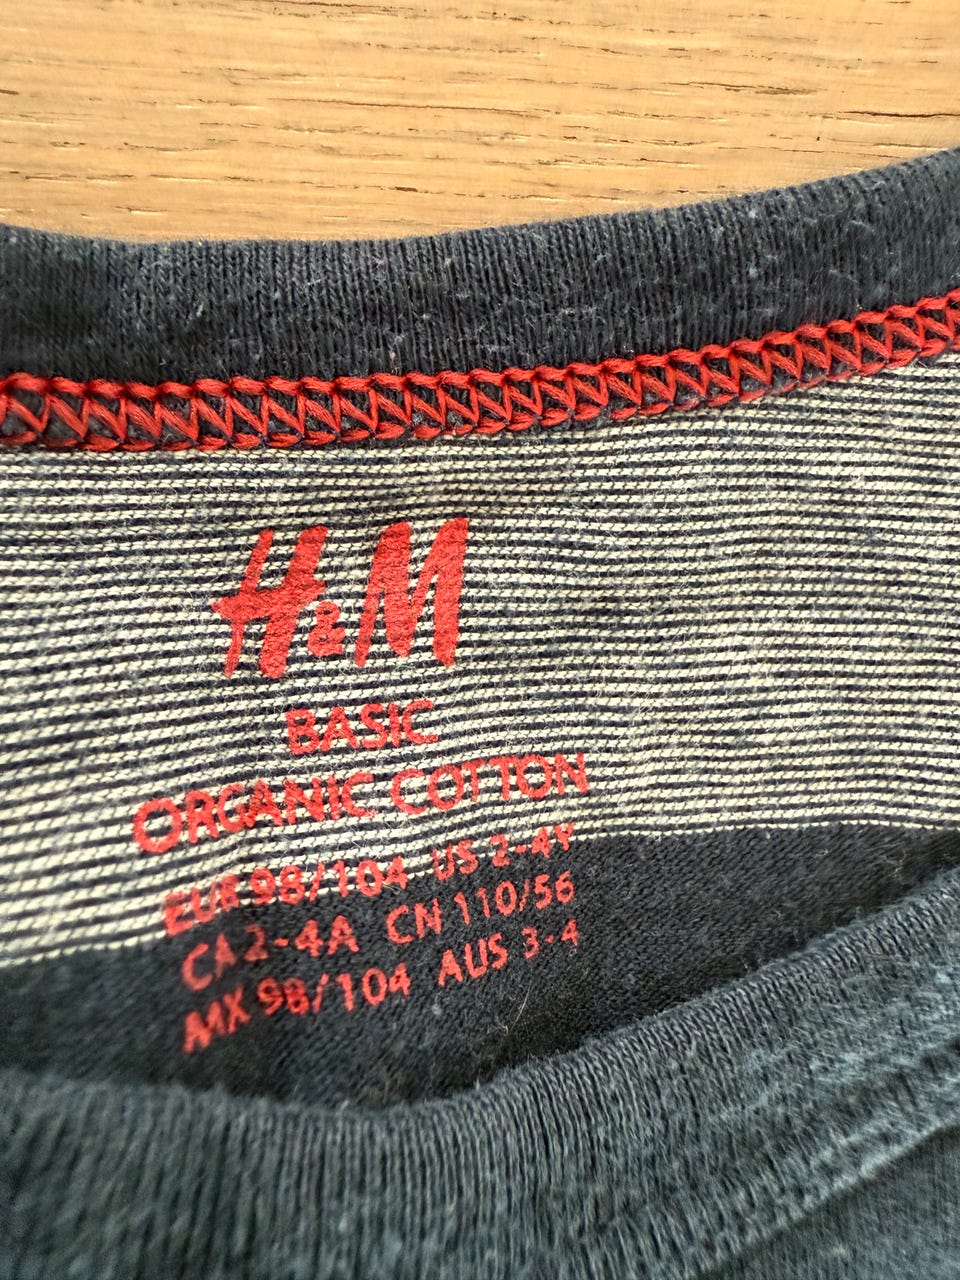 H&M
BASIC
ORGANIC COTTON
EUR 98/104 US 2-4Y
CA 2-4A CN 110/56
MX 98/104 AUS 3-4